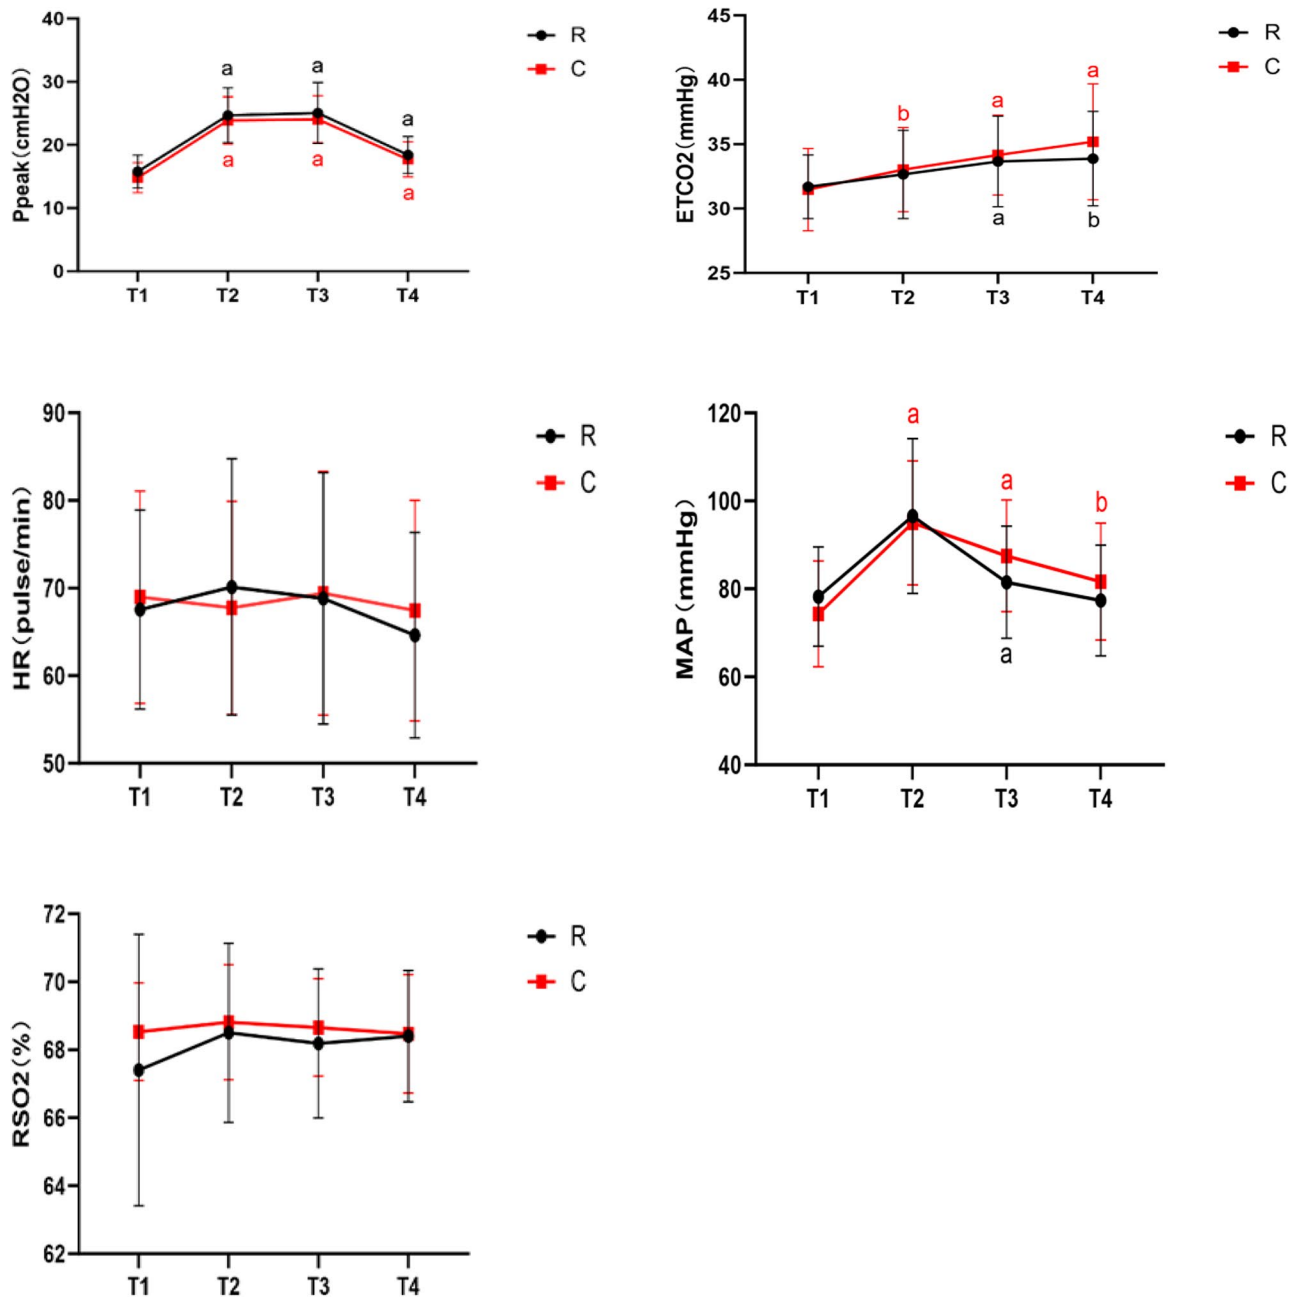 Ppeak(cmH2O)
40
30
20
10
0
T1 T2 T3 T4
a a a
a a a
R
C
ETCO2(mmHg)
45
40
35
30
25
T1 T2 T3 T4
b a a
a b
R
C
HR(pulse/min)
90
80
70
60
50
T1 T2 T3 T4
R
C
MAP(mmHg)
120
100
80
60
40
T1 T2 T3 T4
a a b
a
R
C
RSO2(%)
72
70
68
66
64
62
T1 T2 T3 T4
R
C